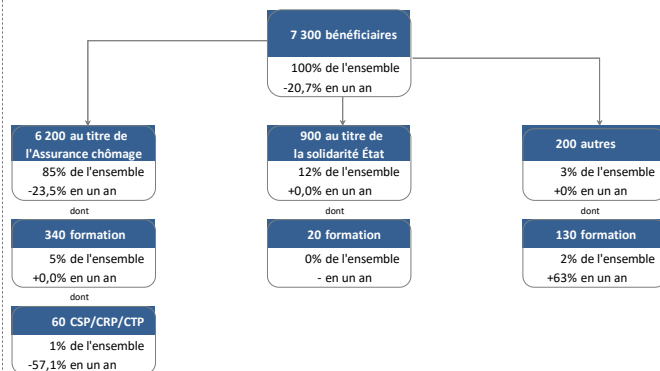 7 300 bénéficiaires
100% de l'ensemble
-20,7% en un an
6 200 au titre de
l'Assurance chômage
85% de l'ensemble
-23,5% en un an
dont
340 formation
5% de l'ensemble
+0,0% en un an
dont
60 CSP/CRP/CTP
1% de l'ensemble
-57,1% en un an
900 au titre de
la solidarité État
12% de l'ensemble
+0,0% en un an
dont
20 formation
0% de l'ensemble
- en un an
200 autres
3% de l'ensemble
+0% en un an
dont
130 formation
2% de l'ensemble
+63% en un an